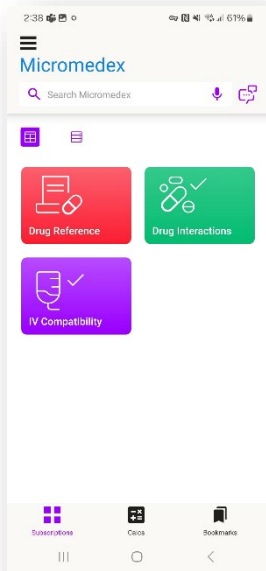 2:38
61%
Micromedex
Search Micromedex
Drug Reference
Drug Interactions
IV Compatibility
Subscriptions
Calcs
Bookmarks